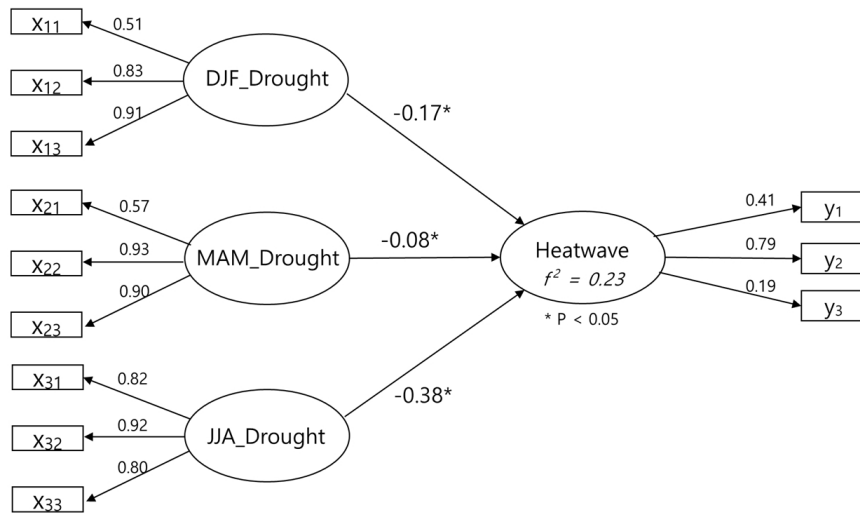 x11
0.51
x12
0.83
DJF_Drought
x13
0.91
-0.17*
x21
0.57
x22
0.93
MAM_Drought
x23
0.90
-0.08*
Heatwave
f² = 0.23
* P < 0.05
0.41
y1
0.79
y2
0.19
y3
x31
0.82
x32
0.92
JJA_Drought
x33
0.80
-0.38*